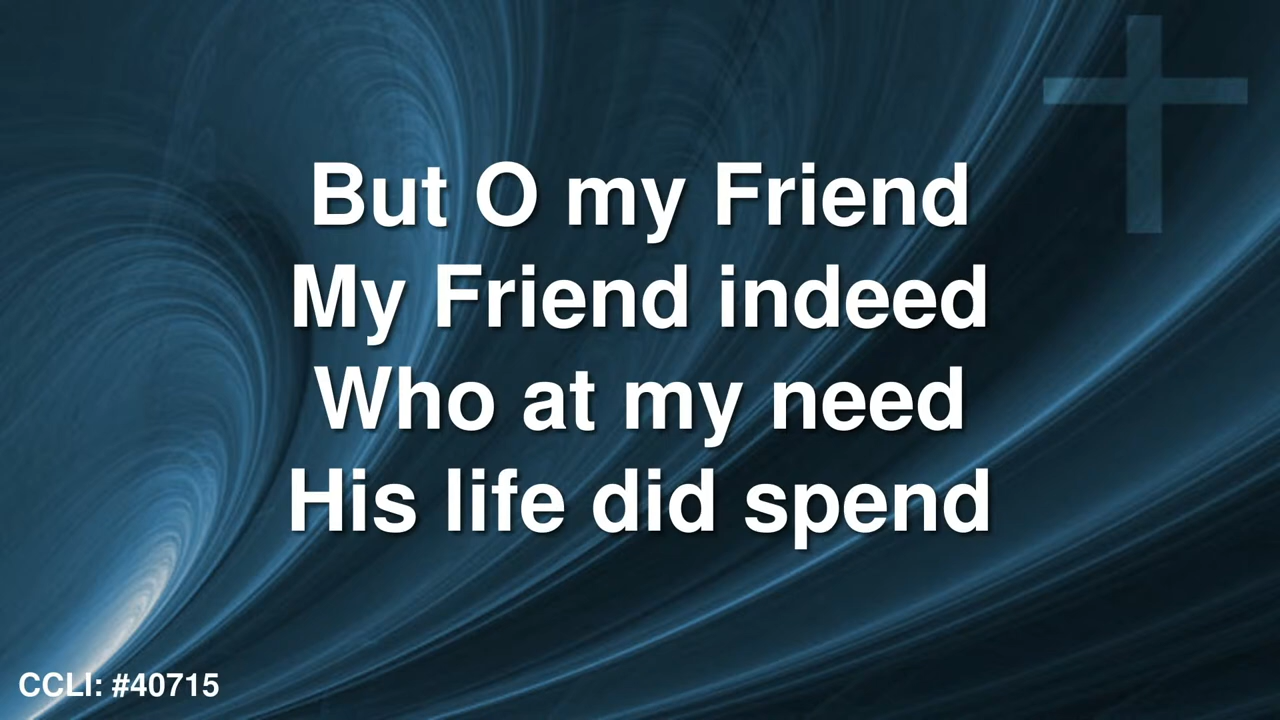 But O my Friend
My Friend indeed
Who at my need
His life did spend
CCLI: #40715